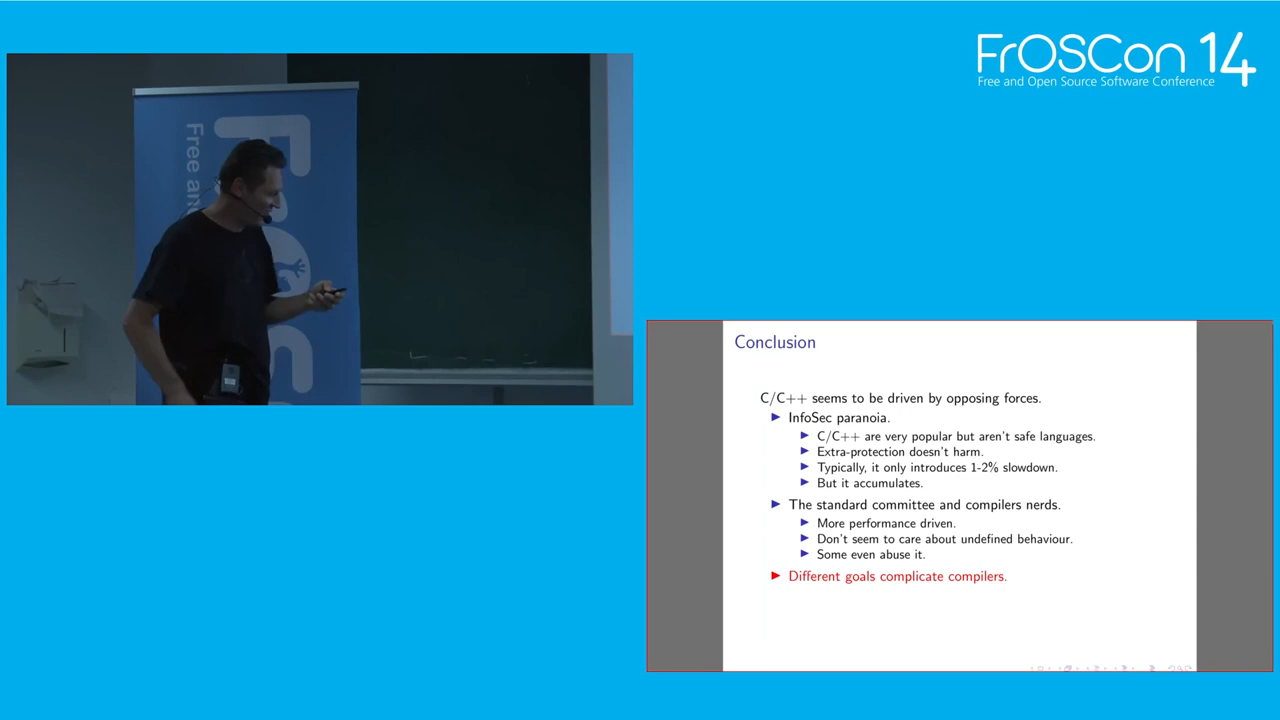 FrOSCon 14
Free and Open Source Software Conference
Free an
Conclusion
C/C++ seems to be driven by opposing forces.
InfoSec paranoia.
C/C++ are very popular but aren't safe languages.
Extra-protection doesn't harm.
Typically, it only introduces 1-2% slowdown.
But it accumulates.
The standard committee and compilers nerds.
More performance driven.
Don't seem to care about undefined behaviour.
Some even abuse it.
Different goals complicate compilers.